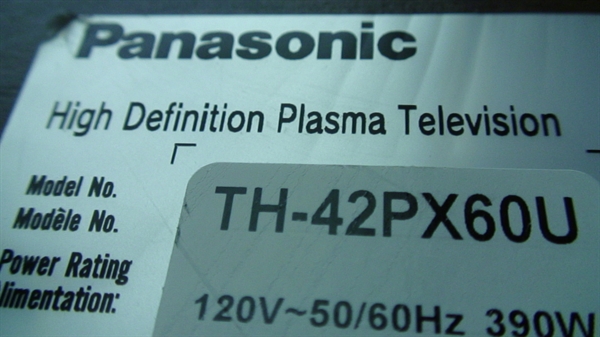 Panasonic
High Definition Plasma Television
Model No.
Modèle No.
TH-42PX60U
Power Rating
limentation:
120V~50/60Hz 390W